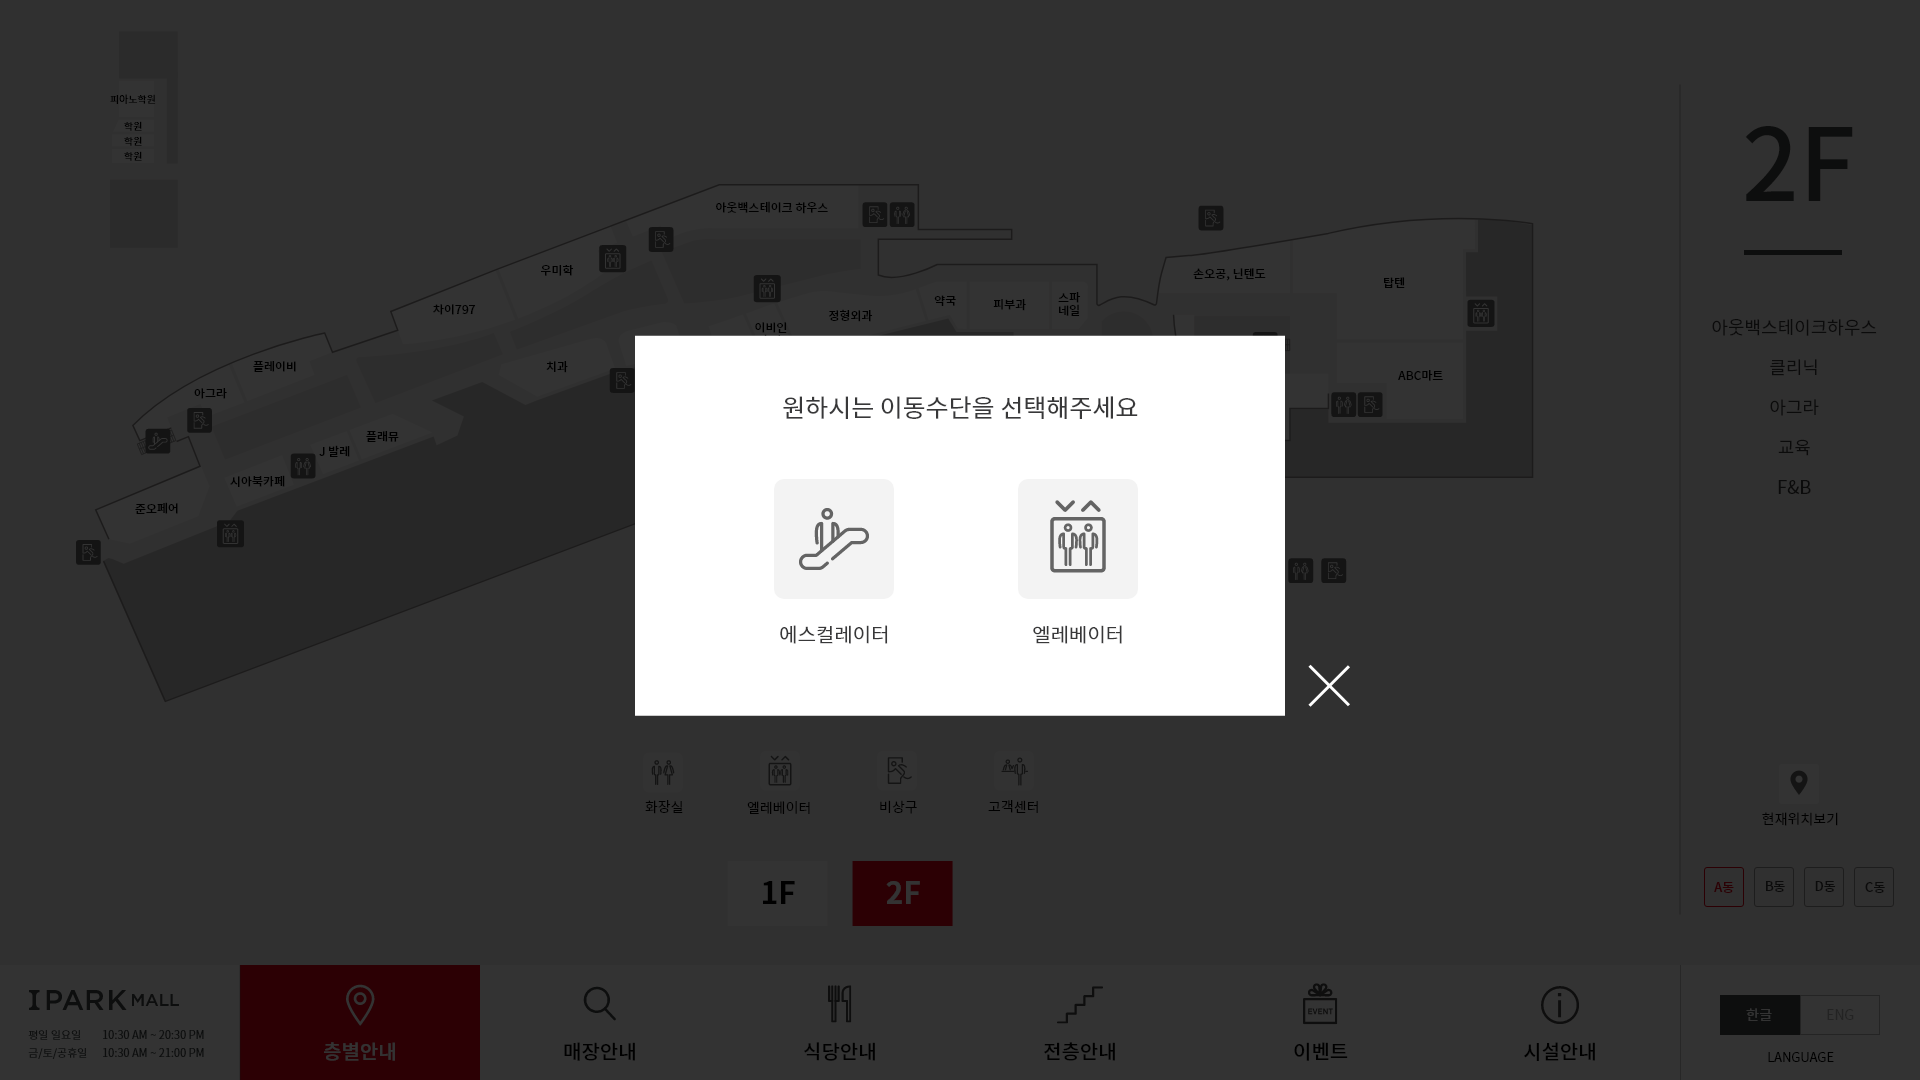 피아노학원
학원
학원
학원
아웃백스테이크 하우스
우미학
차이797
플레이비
아그라
치과
이비인
정형외과
약국
피부과
스파
네일
손오공, 닌텐도
탑텐
ABC마트
플래뮤
J 발레
시아북카페
준오페어
원하시는 이동수단을 선택해주세요
에스컬레이터
엘레베이터
2F
아웃백스테이크하우스
클리닉
아그라
교육
F&B
화장실
엘레베이터
비상구
고객센터
현재위치보기
1F
2F
A동
B동
D동
C동
IPARK MALL
평일 일요일 10:30 AM ~ 20:30 PM
금/토/공휴일 10:30 AM ~ 21:00 PM
층별안내
매장안내
식당안내
전층안내
EVENT
이벤트
시설안내
한글
ENG
LANGUAGE